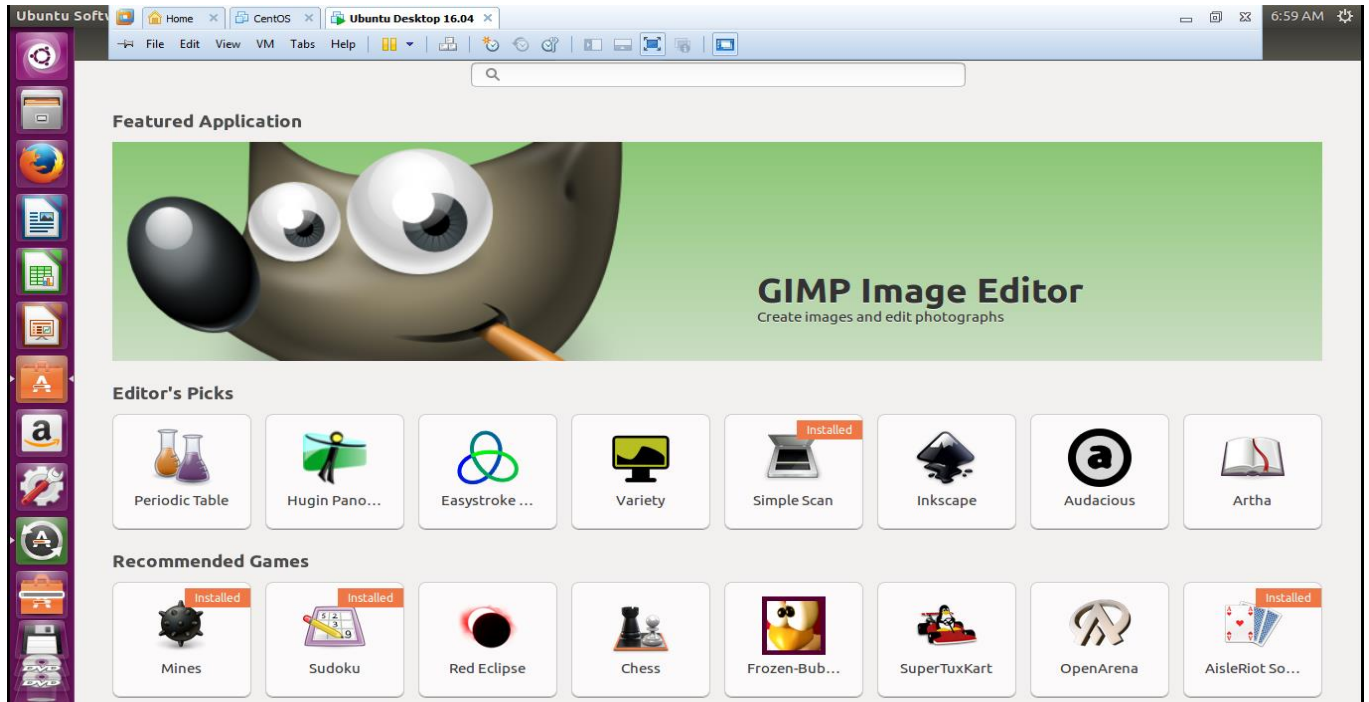 Ubuntu Softw
Home
CentOS
Ubuntu Desktop 16.04
6:59 AM
File Edit View VM Tabs Help
Featured Application
GIMP Image Editor
Create images and edit photographs
Editor's Picks
Installed
Periodic Table
Hugin Pano...
Easystroke ...
Variety
Simple Scan
Inkscape
Audacious
Artha
Recommended Games
Installed
Installed
Installed
Mines
Sudoku
Red Eclipse
Chess
Frozen-Bub...
SuperTuxKart
OpenArena
AisleRiot So...